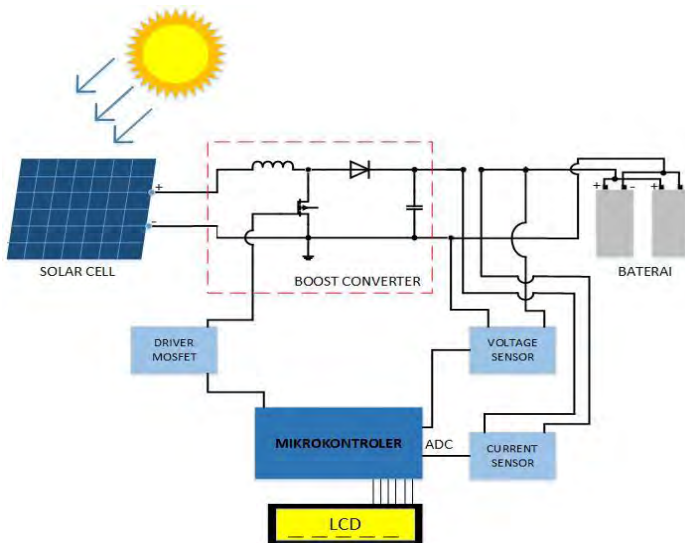 +
-
SOLAR CELL
BOOST CONVERTER
+ - +
BATERAI
DRIVER
MOSFET
VOLTAGE
SENSOR
MIKROKONTROLER
ADC
CURRENT
SENSOR
LCD